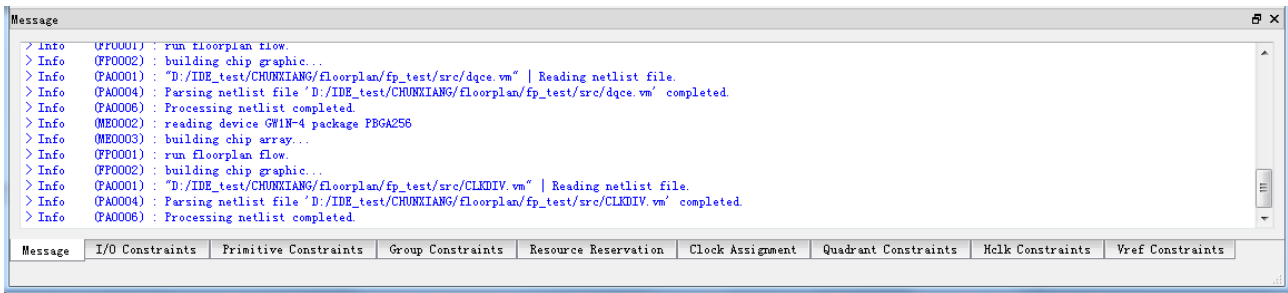 Message
> Info (FP0001) : run floorplan flow.
> Info (FP0002) : building chip graphic...
> Info (PA0001) : "D:/IDE_test/CHUNXIANG/floorplan/fp_test/src/dqce.vm" | Reading netlist file.
> Info (PA0004) : Parsing netlist file 'D:/IDE_test/CHUNXIANG/floorplan/fp_test/src/dqce.vm' completed.
> Info (PA0006) : Processing netlist completed.
> Info (ME0002) : reading device GW1N-4 package PBGA256
> Info (ME0003) : building chip array...
> Info (FP0001) : run floorplan flow.
> Info (FP0002) : building chip graphic...
> Info (PA0001) : "D:/IDE_test/CHUNXIANG/floorplan/fp_test/src/CLKDIV.vm" | Reading netlist file.
> Info (PA0004) : Parsing netlist file 'D:/IDE_test/CHUNXIANG/floorplan/fp_test/src/CLKDIV.vm' completed.
> Info (PA0006) : Processing netlist completed.
Message I/O Constraints Primitive Constraints Group Constraints Resource Reservation Clock Assignment Quadrant Constraints Hclk Constraints Vref Constraints